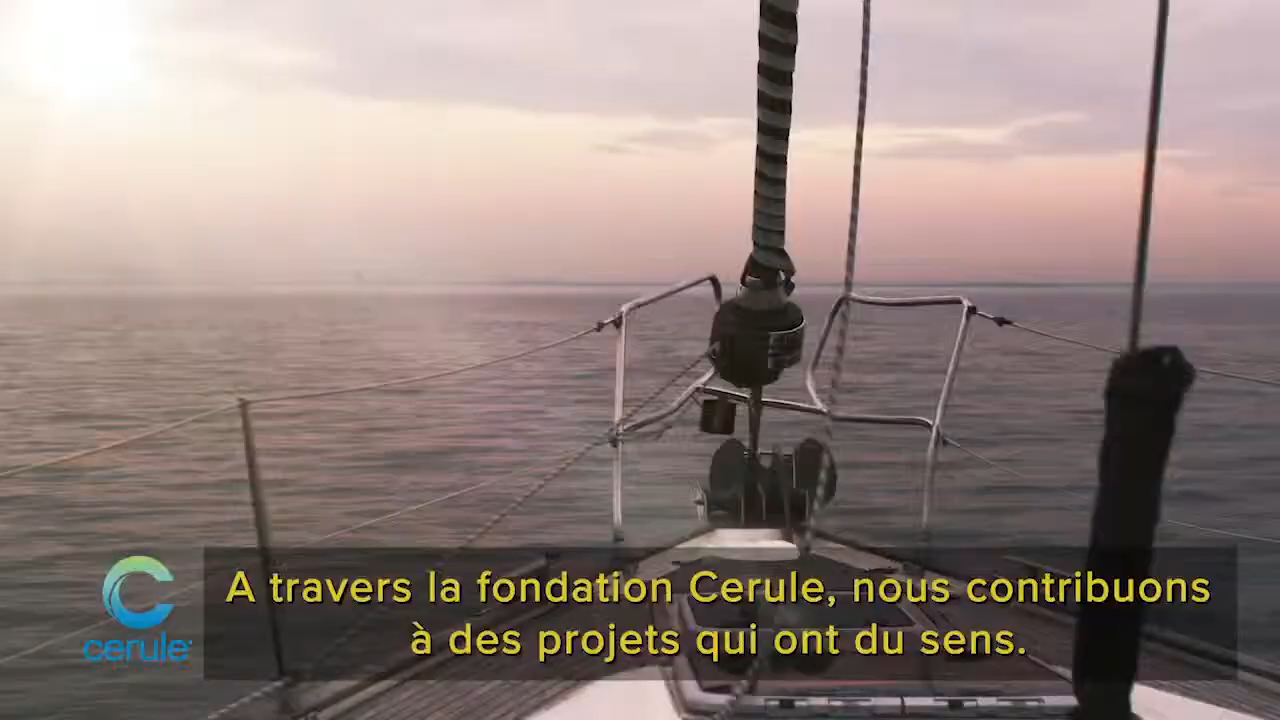 A travers la fondation Cerule, nous contribuons
à des projets qui ont du sens.
cerule